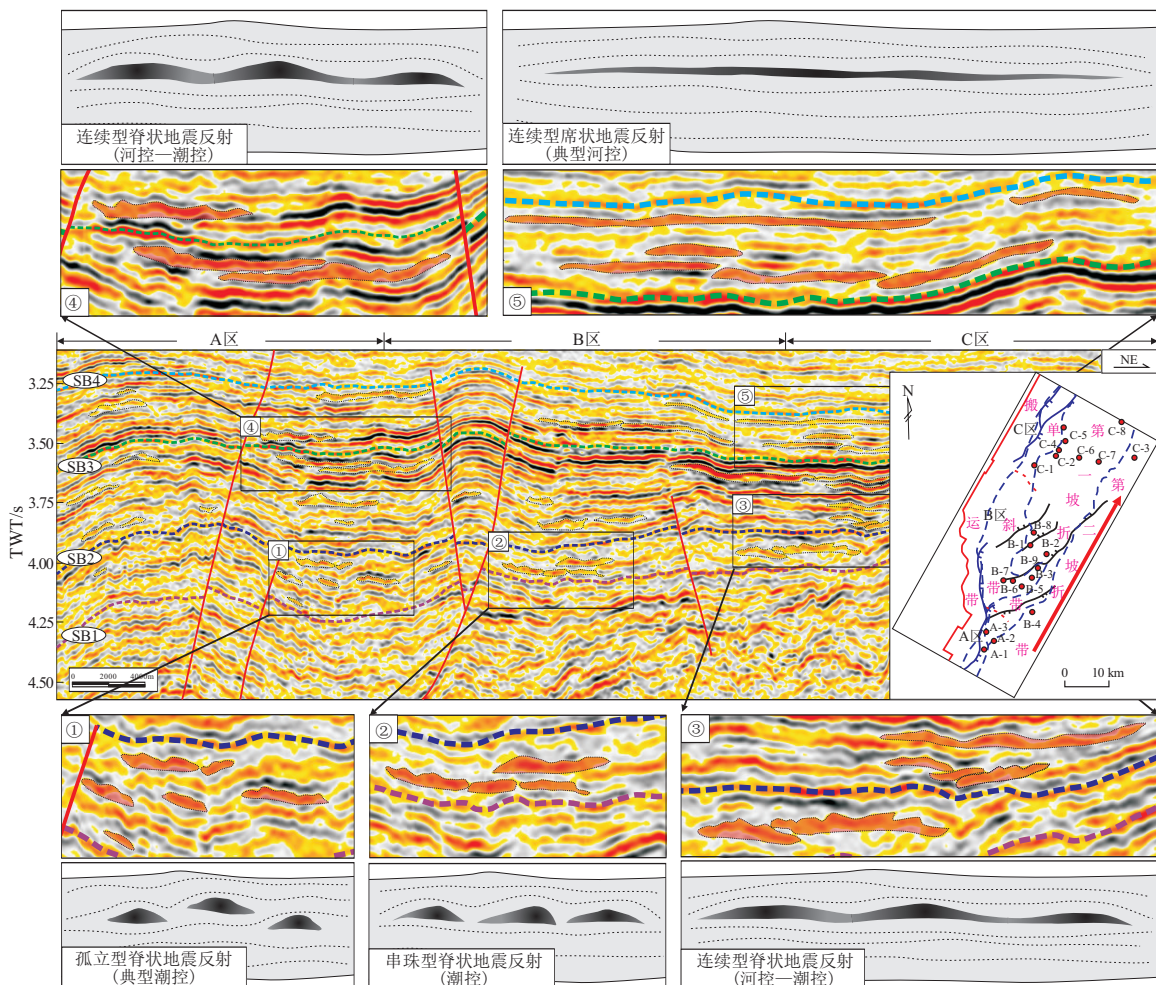 连续型脊状地震反射
(河控—潮控)
连续型席状地震反射
(典型河控)
④
⑤
A区
B区
C区
NE
TWT/s
3.25
3.50
3.75
4.00
4.25
4.50
SB4
SB3
SB2
SB1
④
⑤
③
①
②
0 2000 4000m
N
搬
运
带
单
斜
带
第
一
坡
折
带
第
二
坡
折
带
C区
C-8
C-5
C-4
C-6
C-3
C-2
C-7
C-1
B区
B-8
B-1
B-2
B-9
B-7
B-3
B-6
B-5
B-4
A区
A-3
A-2
A-1
0 10 km
①
②
③
孤立型脊状地震反射
(典型潮控)
串珠型脊状地震反射
(潮控)
连续型脊状地震反射
(河控—潮控)